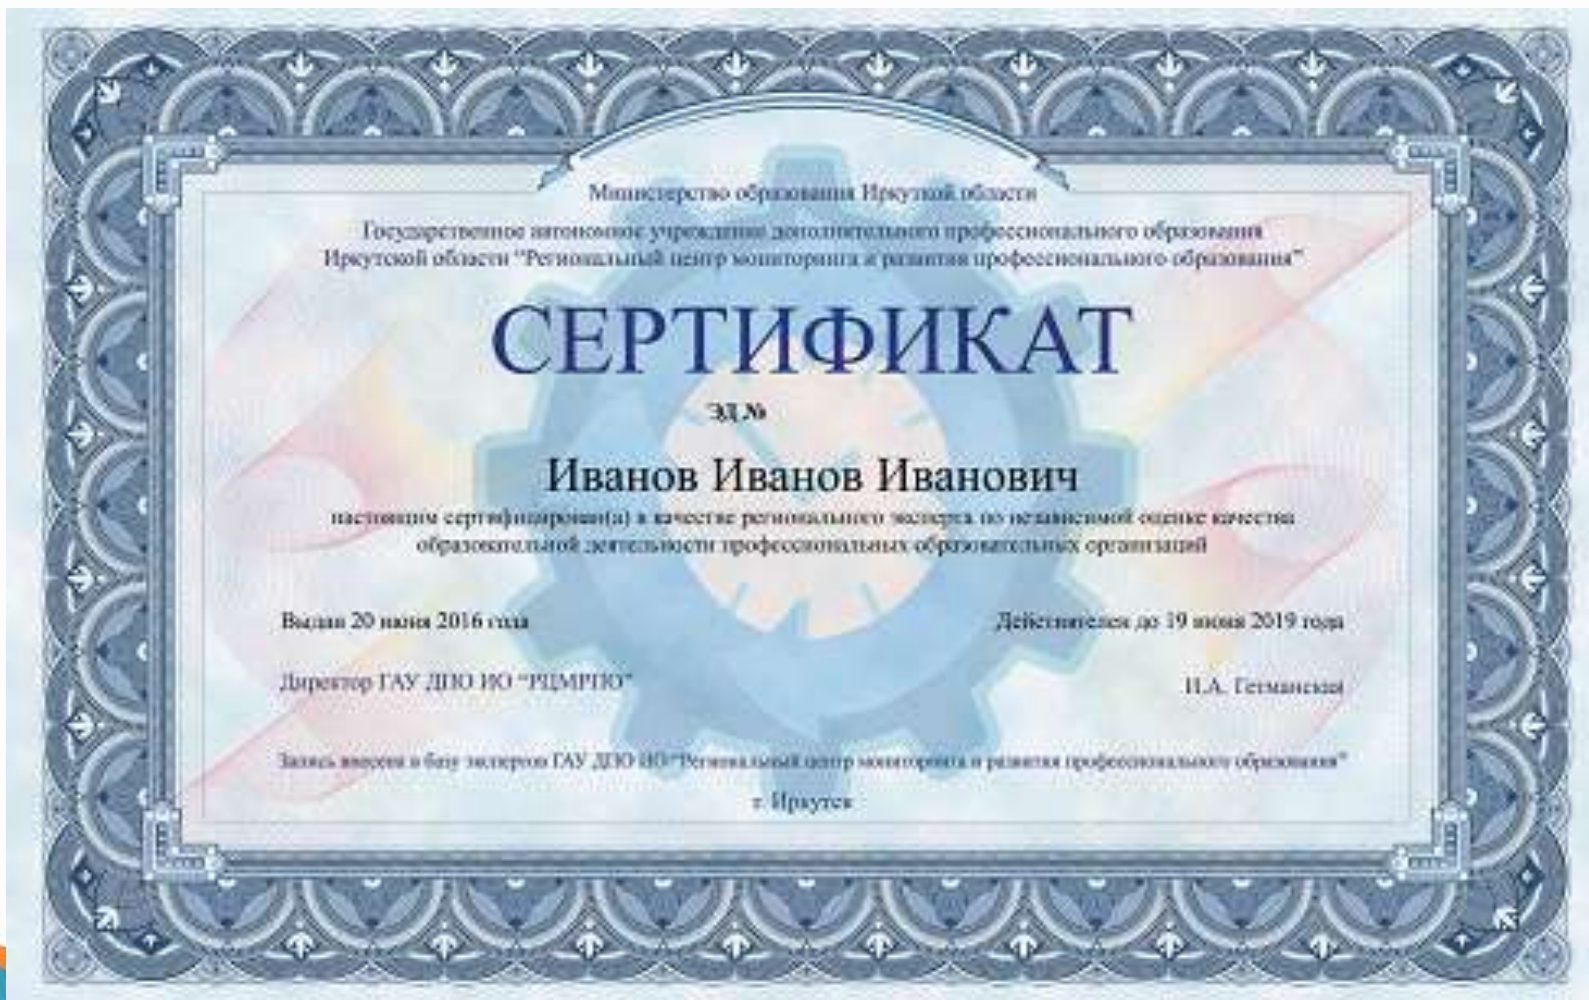 Министерство образования Иркуткой области
Государственное автономное учреждение дополнительного профессионального образования
Иркутской области “Региональный центр мониторинга и развития профессионального образования”
СЕРТИФИКАТ
ЭД №
Иванов Иванов Иванович
настоящим сертифицирован(а) в качестве регионального эксперта по независимой оценке качества
образовательной деятельности профессиональных образовательных организаций
Выдан 20 июня 2016 года
Действителен до 19 июня 2019 года
Директор ГАУ ДПО ИО “РЦМРПО”
И.А. Гетманская
Запись внесена в базу экспертов ГАУ ДПО ИО “Региональный центр мониторинга и развития профессионального образования”
г. Иркутск